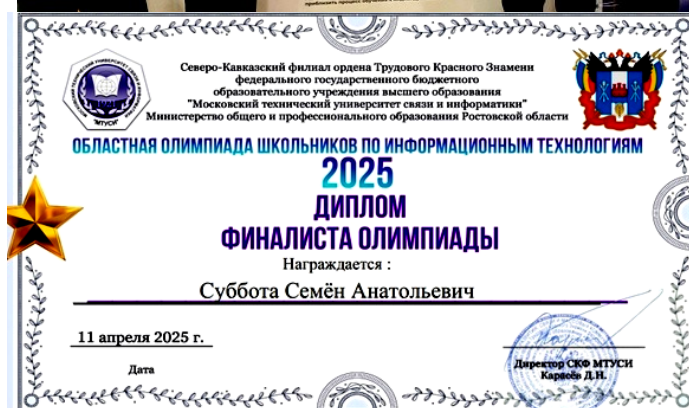 Северо-Кавказский филиал ордена Трудового Красного Знамени
федерального государственного бюджетного
образовательного учреждения высшего образования
"Московский технический университет связи и информатики"
Министерство общего и профессионального образования Ростовской области
"МТУСИ"
ОБЛАСТНАЯ ОЛИМПИАДА ШКОЛЬНИКОВ ПО ИНФОРМАЦИОННЫМ ТЕХНОЛОГИЯМ
2025
ДИПЛОМ
ФИНАЛИСТА ОЛИМПИАДЫ
Награждается :
Суббота Семён Анатольевич
11 апреля 2025 г.
Дата
Директор СКФ МТУСИ
Карасёв Д.Н.